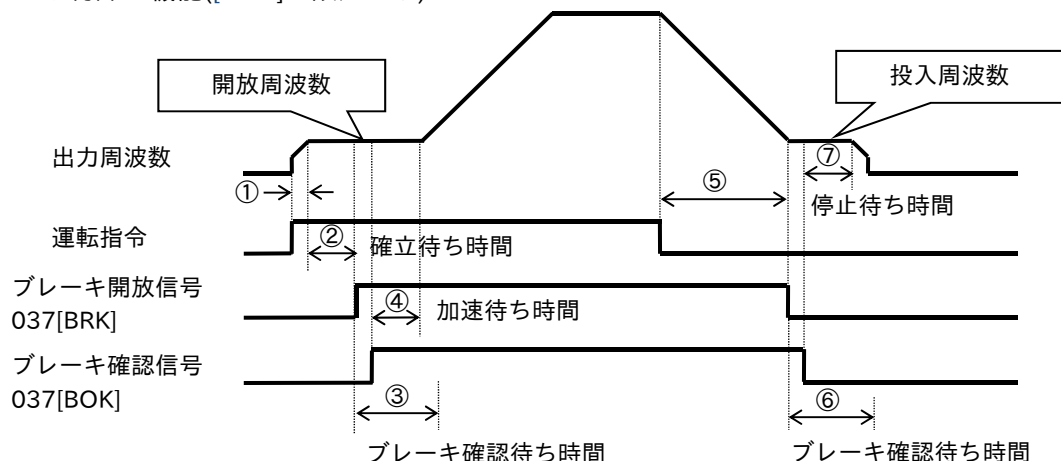 開放周波数
投入周波数
出力周波数
①
⑦
⑤
停止待ち時間
運転指令
②
確立待ち時間
ブレーキ開放信号
037[BRK]
④
加速待ち時間
ブレーキ確認信号
037[BOK]
③
⑥
ブレーキ確認待ち時間
ブレーキ確認待ち時間